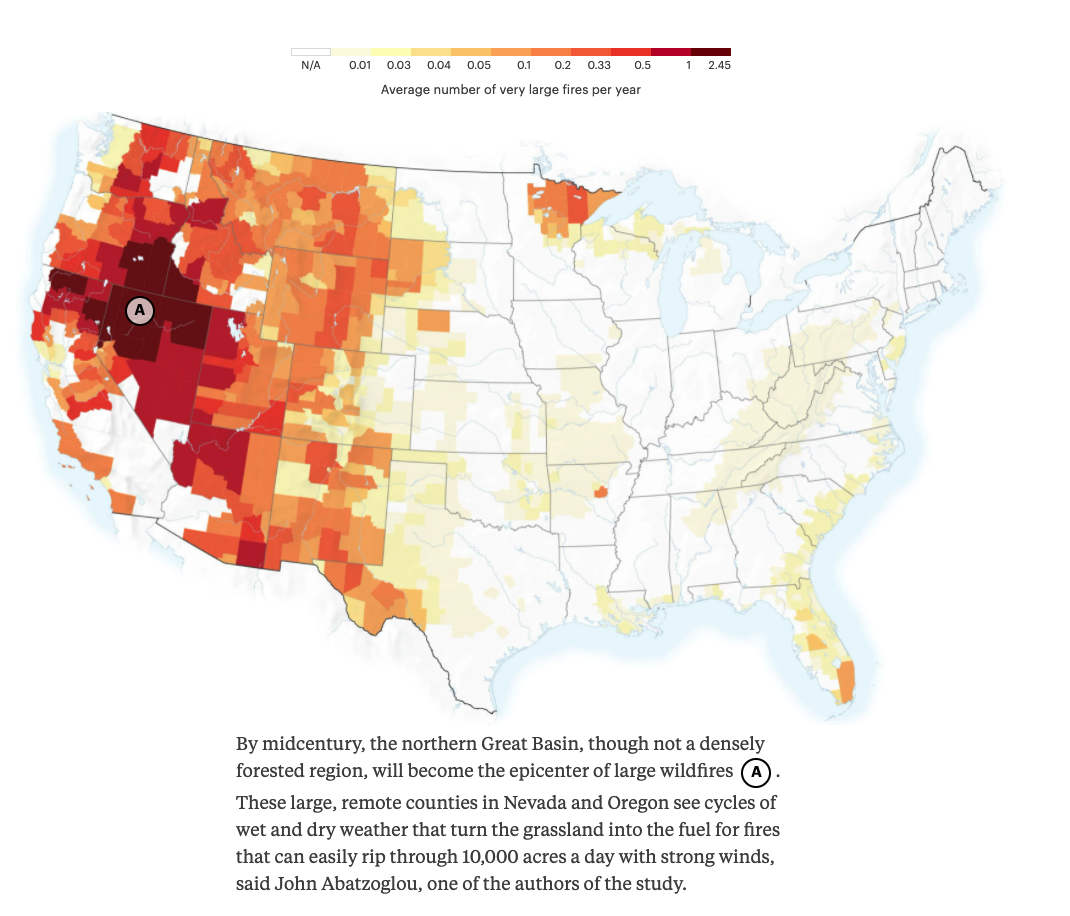 N/A 0.01 0.03 0.04 0.05 0.1 0.2 0.33 0.5 1 2.45
Average number of very large fires per year
A
By midcentury, the northern Great Basin, though not a densely
forested region, will become the epicenter of large wildfires A .
These large, remote counties in Nevada and Oregon see cycles of
wet and dry weather that turn the grassland into the fuel for fires
that can easily rip through 10,000 acres a day with strong winds,
said John Abatzoglou, one of the authors of the study.